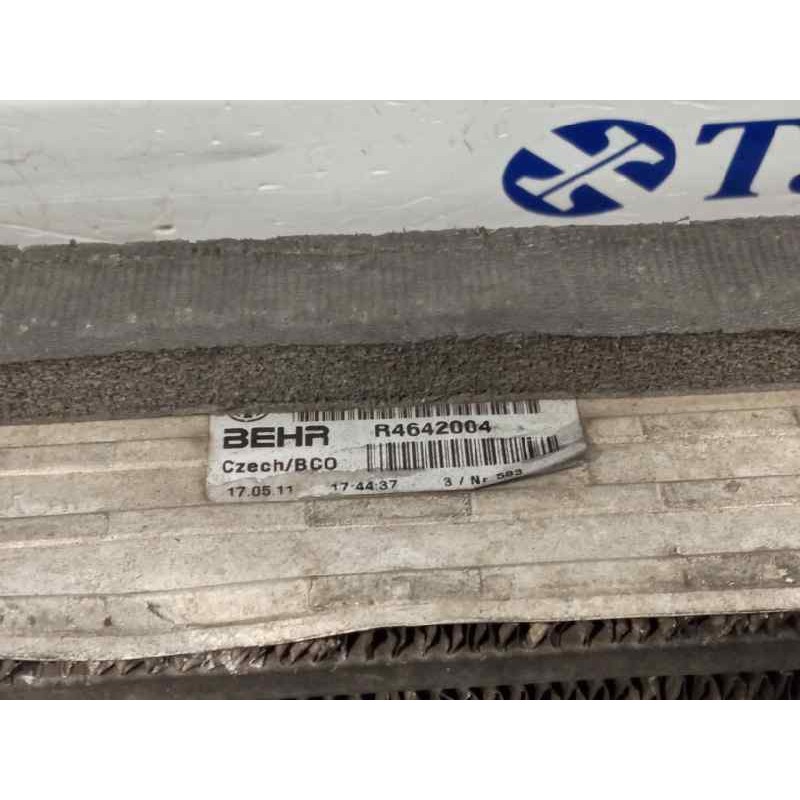 T.
BEHR R4642004
Czech/BCO
17.05.11 17:44:37 3 / Nr 583